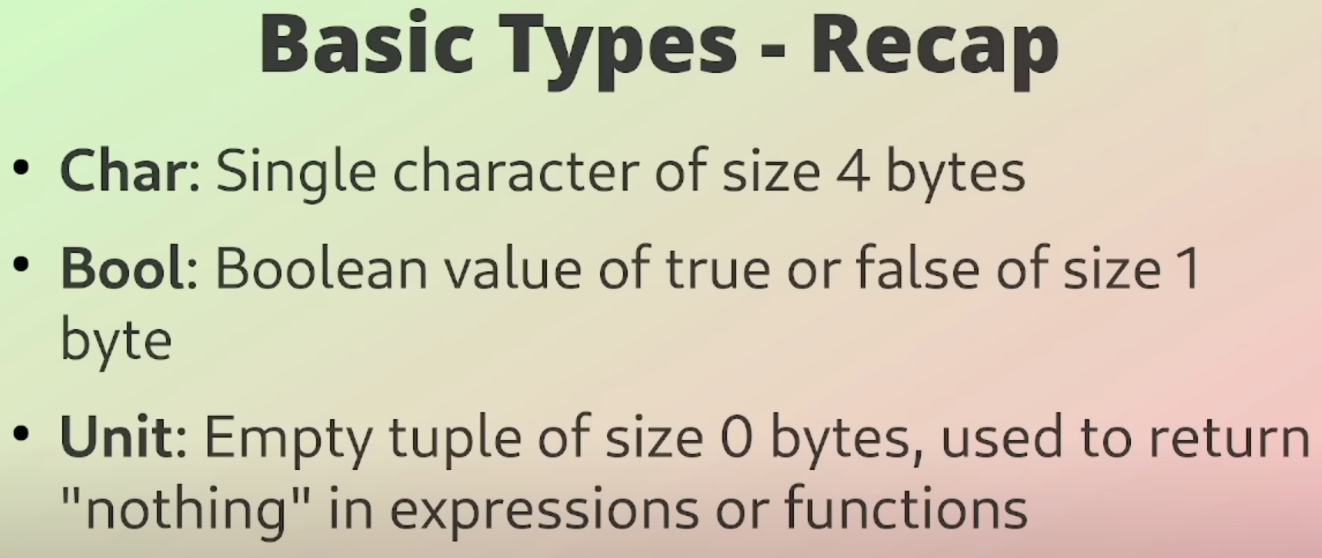 Basic Types - Recap
• Char: Single character of size 4 bytes
• Bool: Boolean value of true or false of size 1
byte
• Unit: Empty tuple of size 0 bytes, used to return
"nothing" in expressions or functions